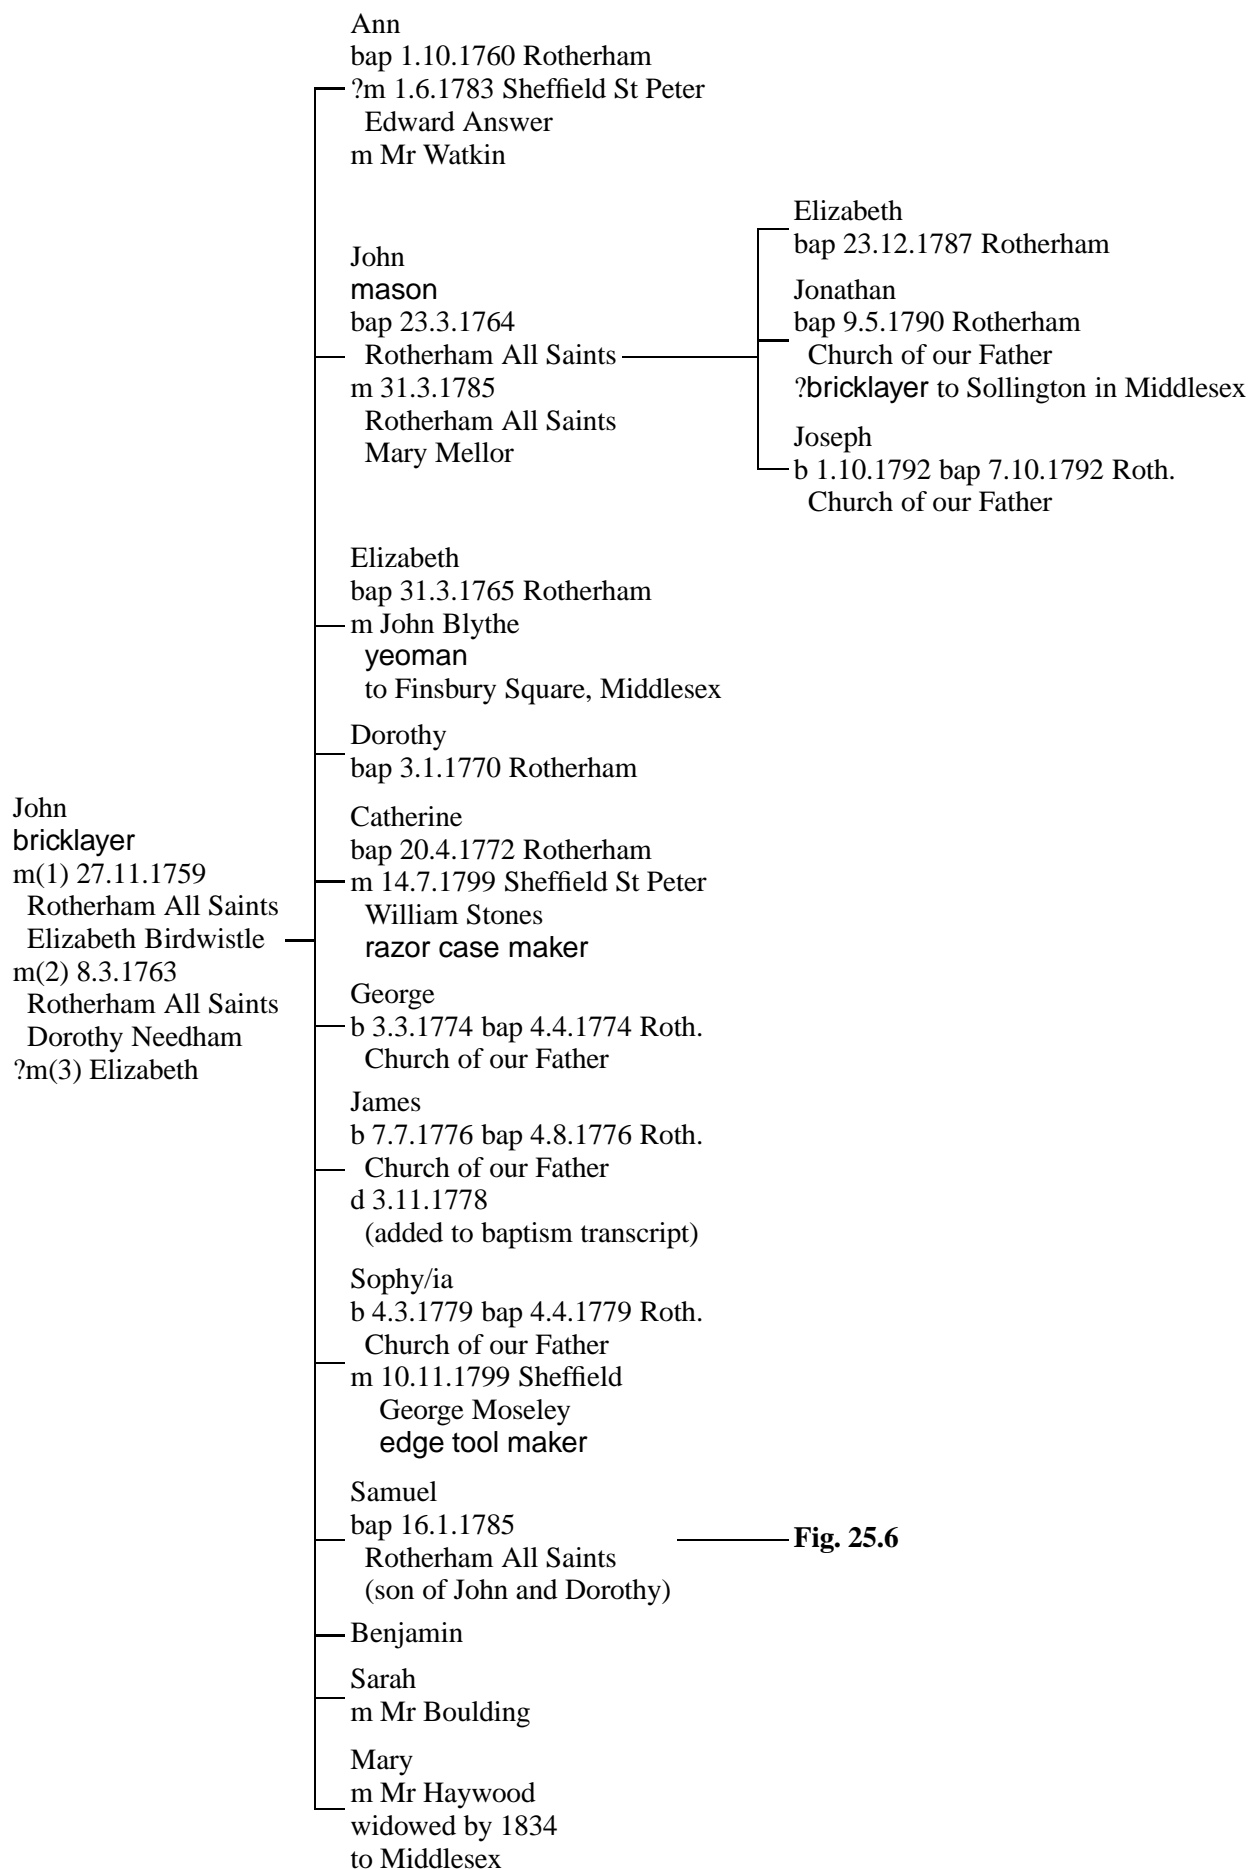 John
bricklayer
m(1) 27.11.1759
Rotherham All Saints
Elizabeth Birdwistle
m(2) 8.3.1763
Rotherham All Saints
Dorothy Needham
?m(3) Elizabeth
Ann
bap 1.10.1760 Rotherham
?m 1.6.1783 Sheffield St Peter
Edward Answer
m Mr Watkin
John
mason
bap 23.3.1764
Rotherham All Saints
m 31.3.1785
Rotherham All Saints
Mary Mellor
Elizabeth
bap 23.12.1787 Rotherham
Jonathan
bap 9.5.1790 Rotherham
Church of our Father
?bricklayer to Sollington in Middlesex
Joseph
b 1.10.1792 bap 7.10.1792 Roth.
Church of our Father
Elizabeth
bap 31.3.1765 Rotherham
m John Blythe
yeoman
to Finsbury Square, Middlesex
Dorothy
bap 3.1.1770 Rotherham
Catherine
bap 20.4.1772 Rotherham
m 14.7.1799 Sheffield St Peter
William Stones
razor case maker
George
b 3.3.1774 bap 4.4.1774 Roth.
Church of our Father
James
b 7.7.1776 bap 4.8.1776 Roth.
Church of our Father
d 3.11.1778
(added to baptism transcript)
Sophy/ia
b 4.3.1779 bap 4.4.1779 Roth.
Church of our Father
m 10.11.1799 Sheffield
George Moseley
edge tool maker
Samuel
bap 16.1.1785
Rotherham All Saints
(son of John and Dorothy)
Fig. 25.6
Benjamin
Sarah
m Mr Boulding
Mary
m Mr Haywood
widowed by 1834
to Middlesex